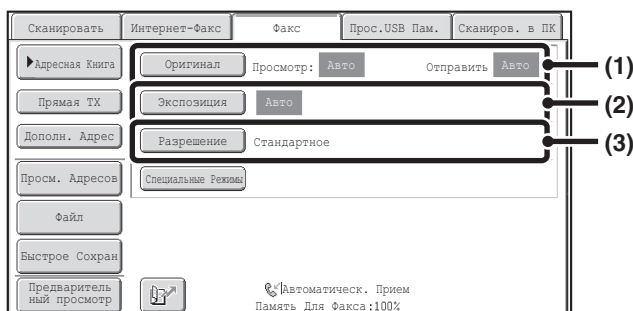 Сканировать Интернет-Факс Факс Прос.USB Пам. Сканиров. в ПК
Адресная Книга
Оригинал Просмотр: Авто Отправить Авто (1)
Прямая TX
Экспозиция Авто (2)
Дополн. Адрес
Разрешение Стандартное (3)
Просм. Адресов
Специальные Режимы
Файл
Быстрое Сохран
Предваритель
ный просмотр
Автоматическ. Прием
Память Для Факса:100%